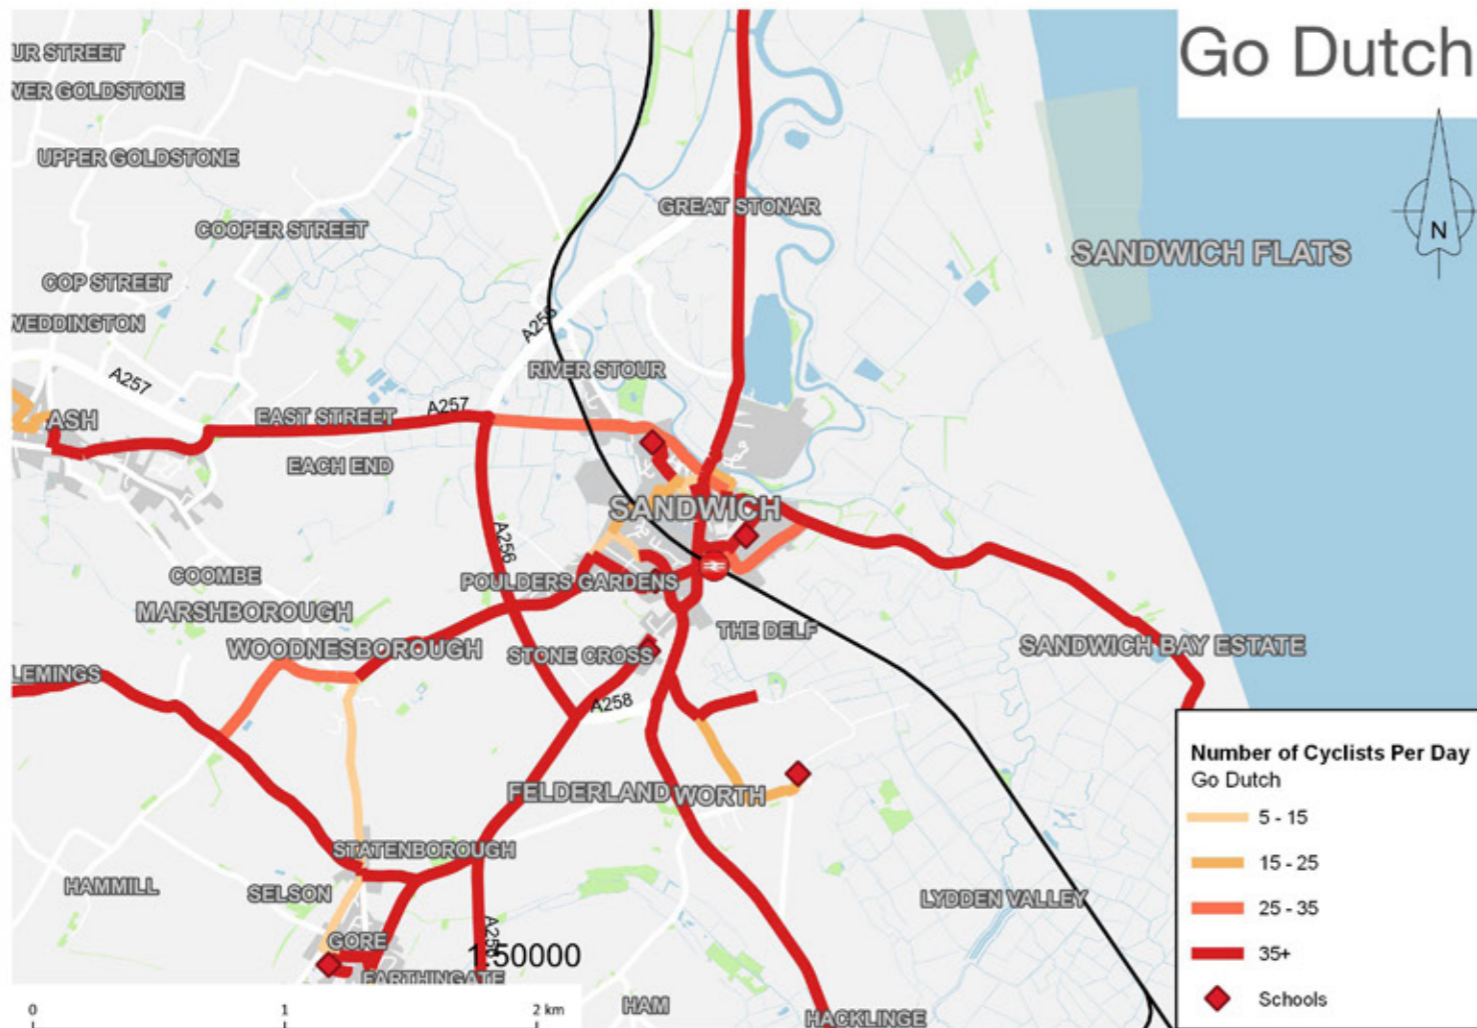 Go Dutch
UR STREET
WER GOLDSTONE
UPPER GOLDSTONE
GREAT STONAR
COOPER STREET
N
SANDWICH FLATS
COP STREET
WEDDINGTON
A256
RIVER STOUR
A257
A257
EAST STREET
ASH
EACH END
SANDWICH
A256
COOMBE
POULDERS GARDENS
MARSHBOROUGH
THE DELF
WOODNESBOROUGH
STONE CROSS
SANDWICH BAY ESTATE
LEMINGS
A258
Number of Cyclists Per Day
Go Dutch
FELDERLAND
WORTH
5 - 15
STATENBOROUGH
15 - 25
HAMMILL
SELSON
LYDDEN VALLEY
25 - 35
GORE
A256
1:50000
35+
FARTHINGATE
HAM
Schools
0 1 2 km
HACKLINGE